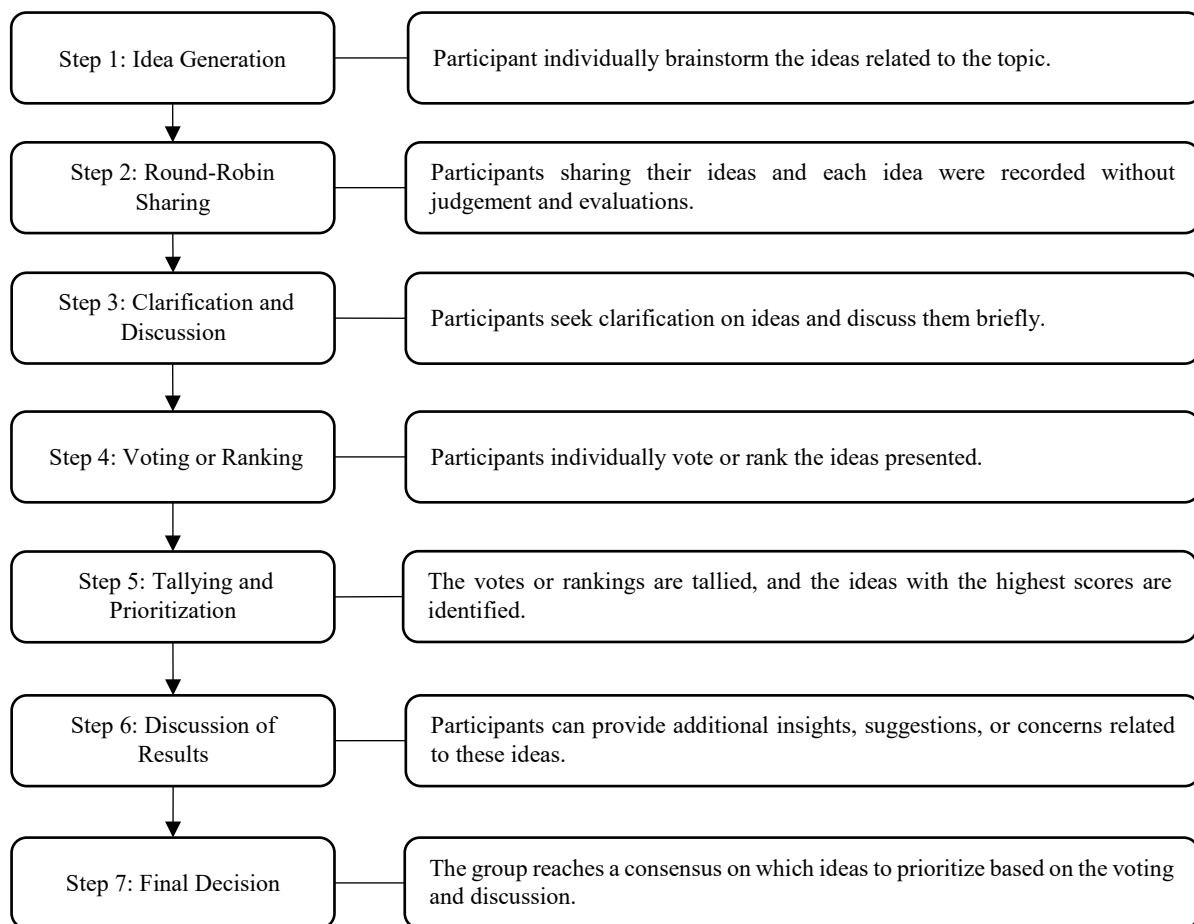 Step 1: Idea Generation
Participant individually brainstorm the ideas related to the topic.
Step 2: Round-Robin
Sharing
Participants sharing their ideas and each idea were recorded without
judgement and evaluations.
Step 3: Clarification and
Discussion
Participants seek clarification on ideas and discuss them briefly.
Step 4: Voting or Ranking
Participants individually vote or rank the ideas presented.
Step 5: Tallying and
Prioritization
The votes or rankings are tallied, and the ideas with the highest scores are
identified.
Step 6: Discussion of
Results
Participants can provide additional insights, suggestions, or concerns related
to these ideas.
Step 7: Final Decision
The group reaches a consensus on which ideas to prioritize based on the voting
and discussion.